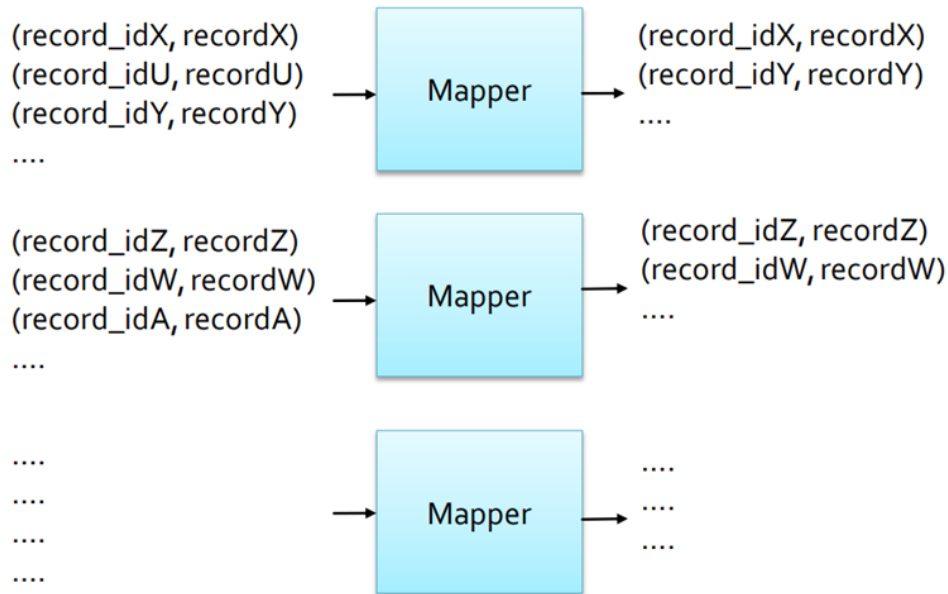 (record_idX, recordX)
(record_idU, recordU)
(record_idY, recordY)
....
Mapper
(record_idX, recordX)
(record_idY, recordY)
....
(record_idZ, recordZ)
(record_idW, recordW)
(record_idA, recordA)
....
Mapper
(record_idZ, recordZ)
(record_idW, recordW)
....
....
....
....
....
Mapper
....
....
....